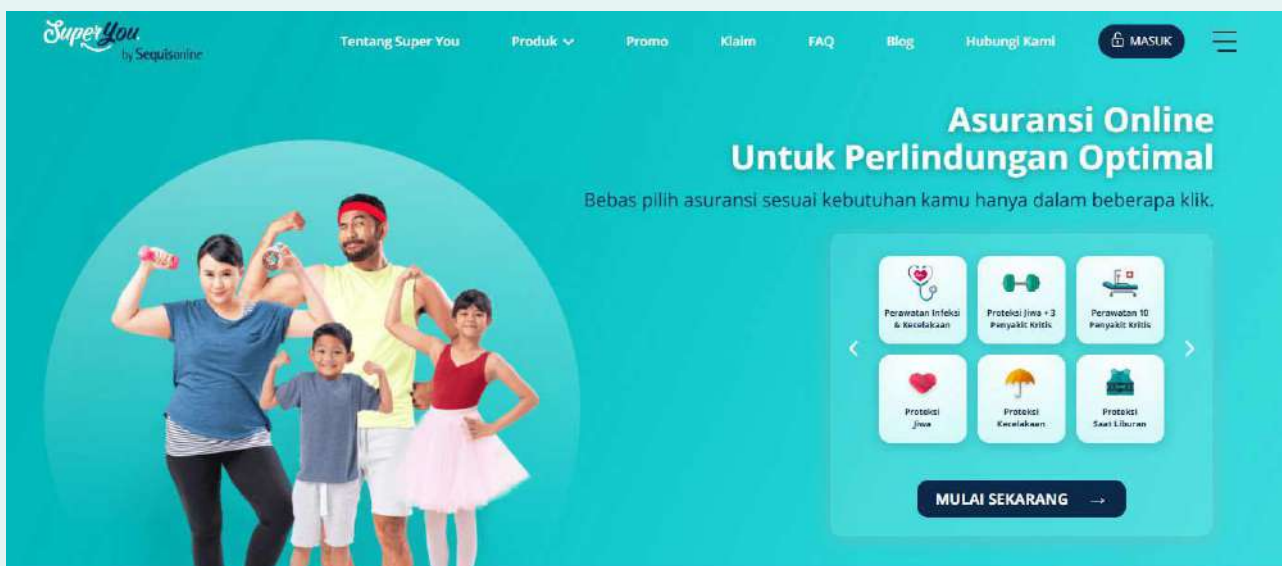 SuperYou
by Sequisonline
Tentang Super You
Produk
Promo
Klaim
FAQ
Blog
Hubungi Kami
MASUK
Asuransi Online
Untuk Perlindungan Optimal
Bebas pilih asuransi sesuai kebutuhan kamu hanya dalam beberapa klik.
Perawatan Infeksi
& Kecelakaan
Proteksi Jiwa + 3
Penyakit Kritis
Perawatan 10
Penyakit Kritis
Proteksi
Jiwa
Proteksi
Kecelakaan
Proteksi
Saat Liburan
MULAI SEKARANG →